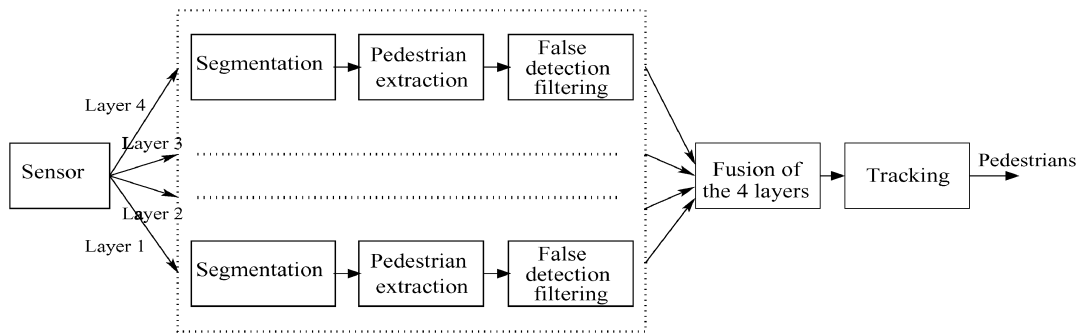 Sensor
Layer 4
Layer 3
Layer 2
Layer 1
Segmentation
Pedestrian
extraction
False
detection
filtering
Segmentation
Pedestrian
extraction
False
detection
filtering
Fusion of
the 4 layers
Tracking
Pedestrians